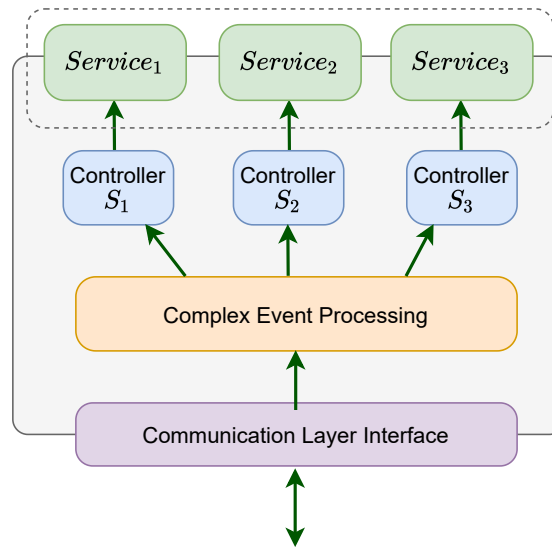 Service₁
Service₂
Service₃
Controller
S₁
Controller
S₂
Controller
S₃
Complex Event Processing
Communication Layer Interface